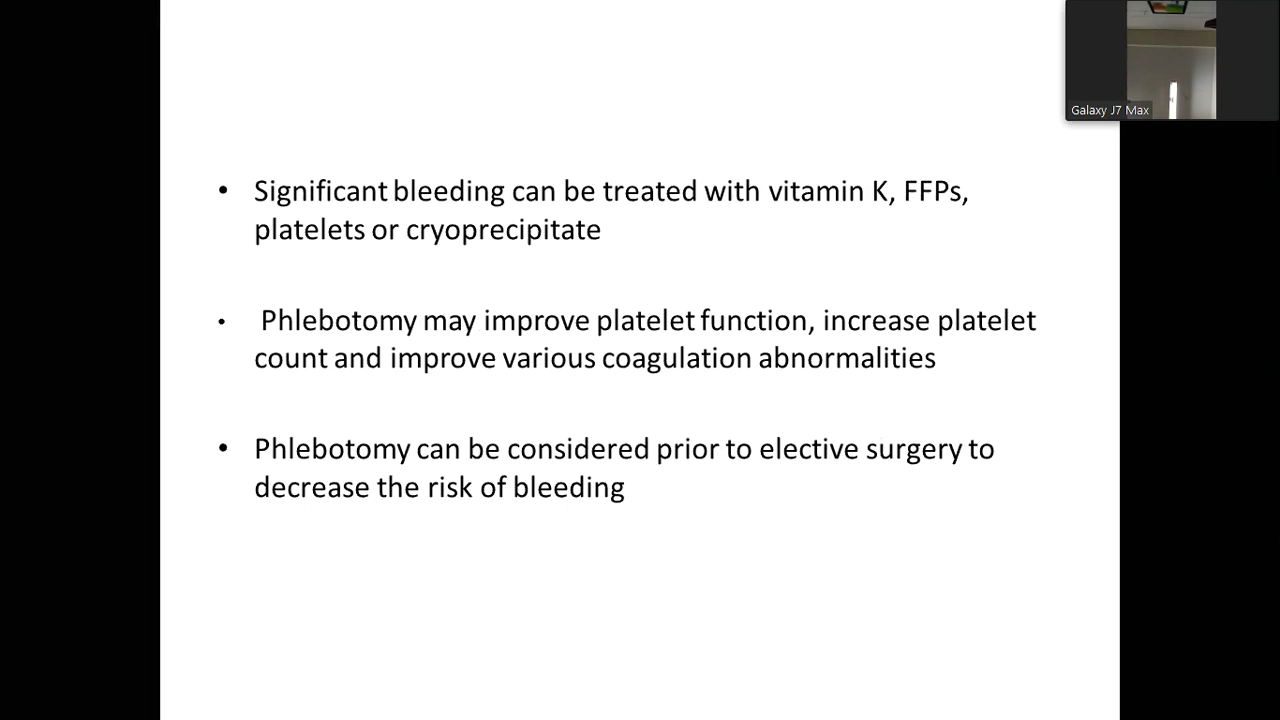 Galaxy J7 Max
• Significant bleeding can be treated with vitamin K, FFPs,
platelets or cryoprecipitate
• Phlebotomy may improve platelet function, increase platelet
count and improve various coagulation abnormalities
• Phlebotomy can be considered prior to elective surgery to
decrease the risk of bleeding